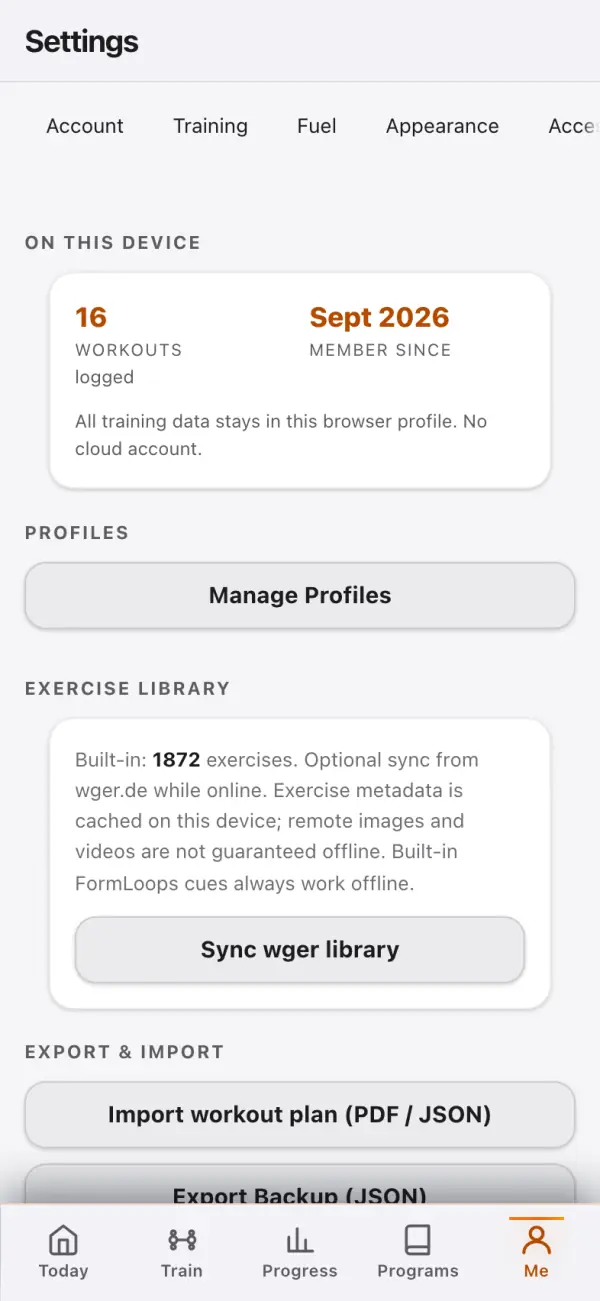 Settings
Account Training Fuel Appearance Acce
ON THIS DEVICE
16 Sept 2026
WORKOUTS MEMBER SINCE
logged
All training data stays in this browser profile. No
cloud account.
PROFILES
Manage Profiles
EXERCISE LIBRARY
Built-in: 1872 exercises. Optional sync from
wger.de while online. Exercise metadata is
cached on this device; remote images and
videos are not guaranteed offline. Built-in
FormLoops cues always work offline.
Sync wger library
EXPORT & IMPORT
Import workout plan (PDF / JSON)
Export Backup (JSON)
Today Train Progress Programs Me